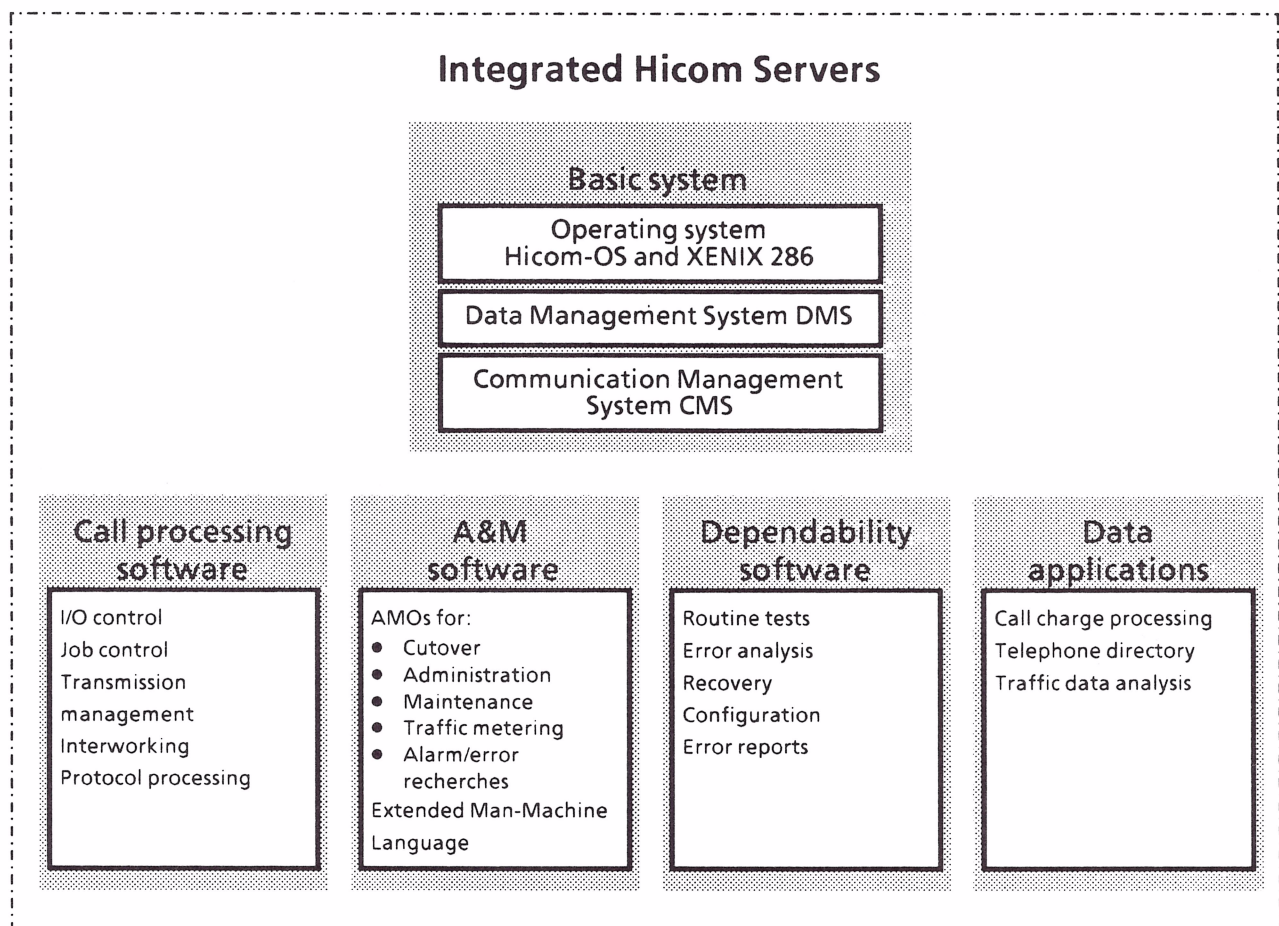 Integrated Hicom Servers
Basic system
Operating system
Hicom-OS and XENIX 286
Data Management System DMS
Communication Management
System CMS
Call processing
software
I/O control
Job control
Transmission
management
Interworking
Protocol processing
A&M
software
AMOs for:
● Cutover
● Administration
● Maintenance
● Traffic metering
● Alarm/error
recherches
Extended Man-Machine
Language
Dependability
software
Routine tests
Error analysis
Recovery
Configuration
Error reports
Data
applications
Call charge processing
Telephone directory
Traffic data analysis